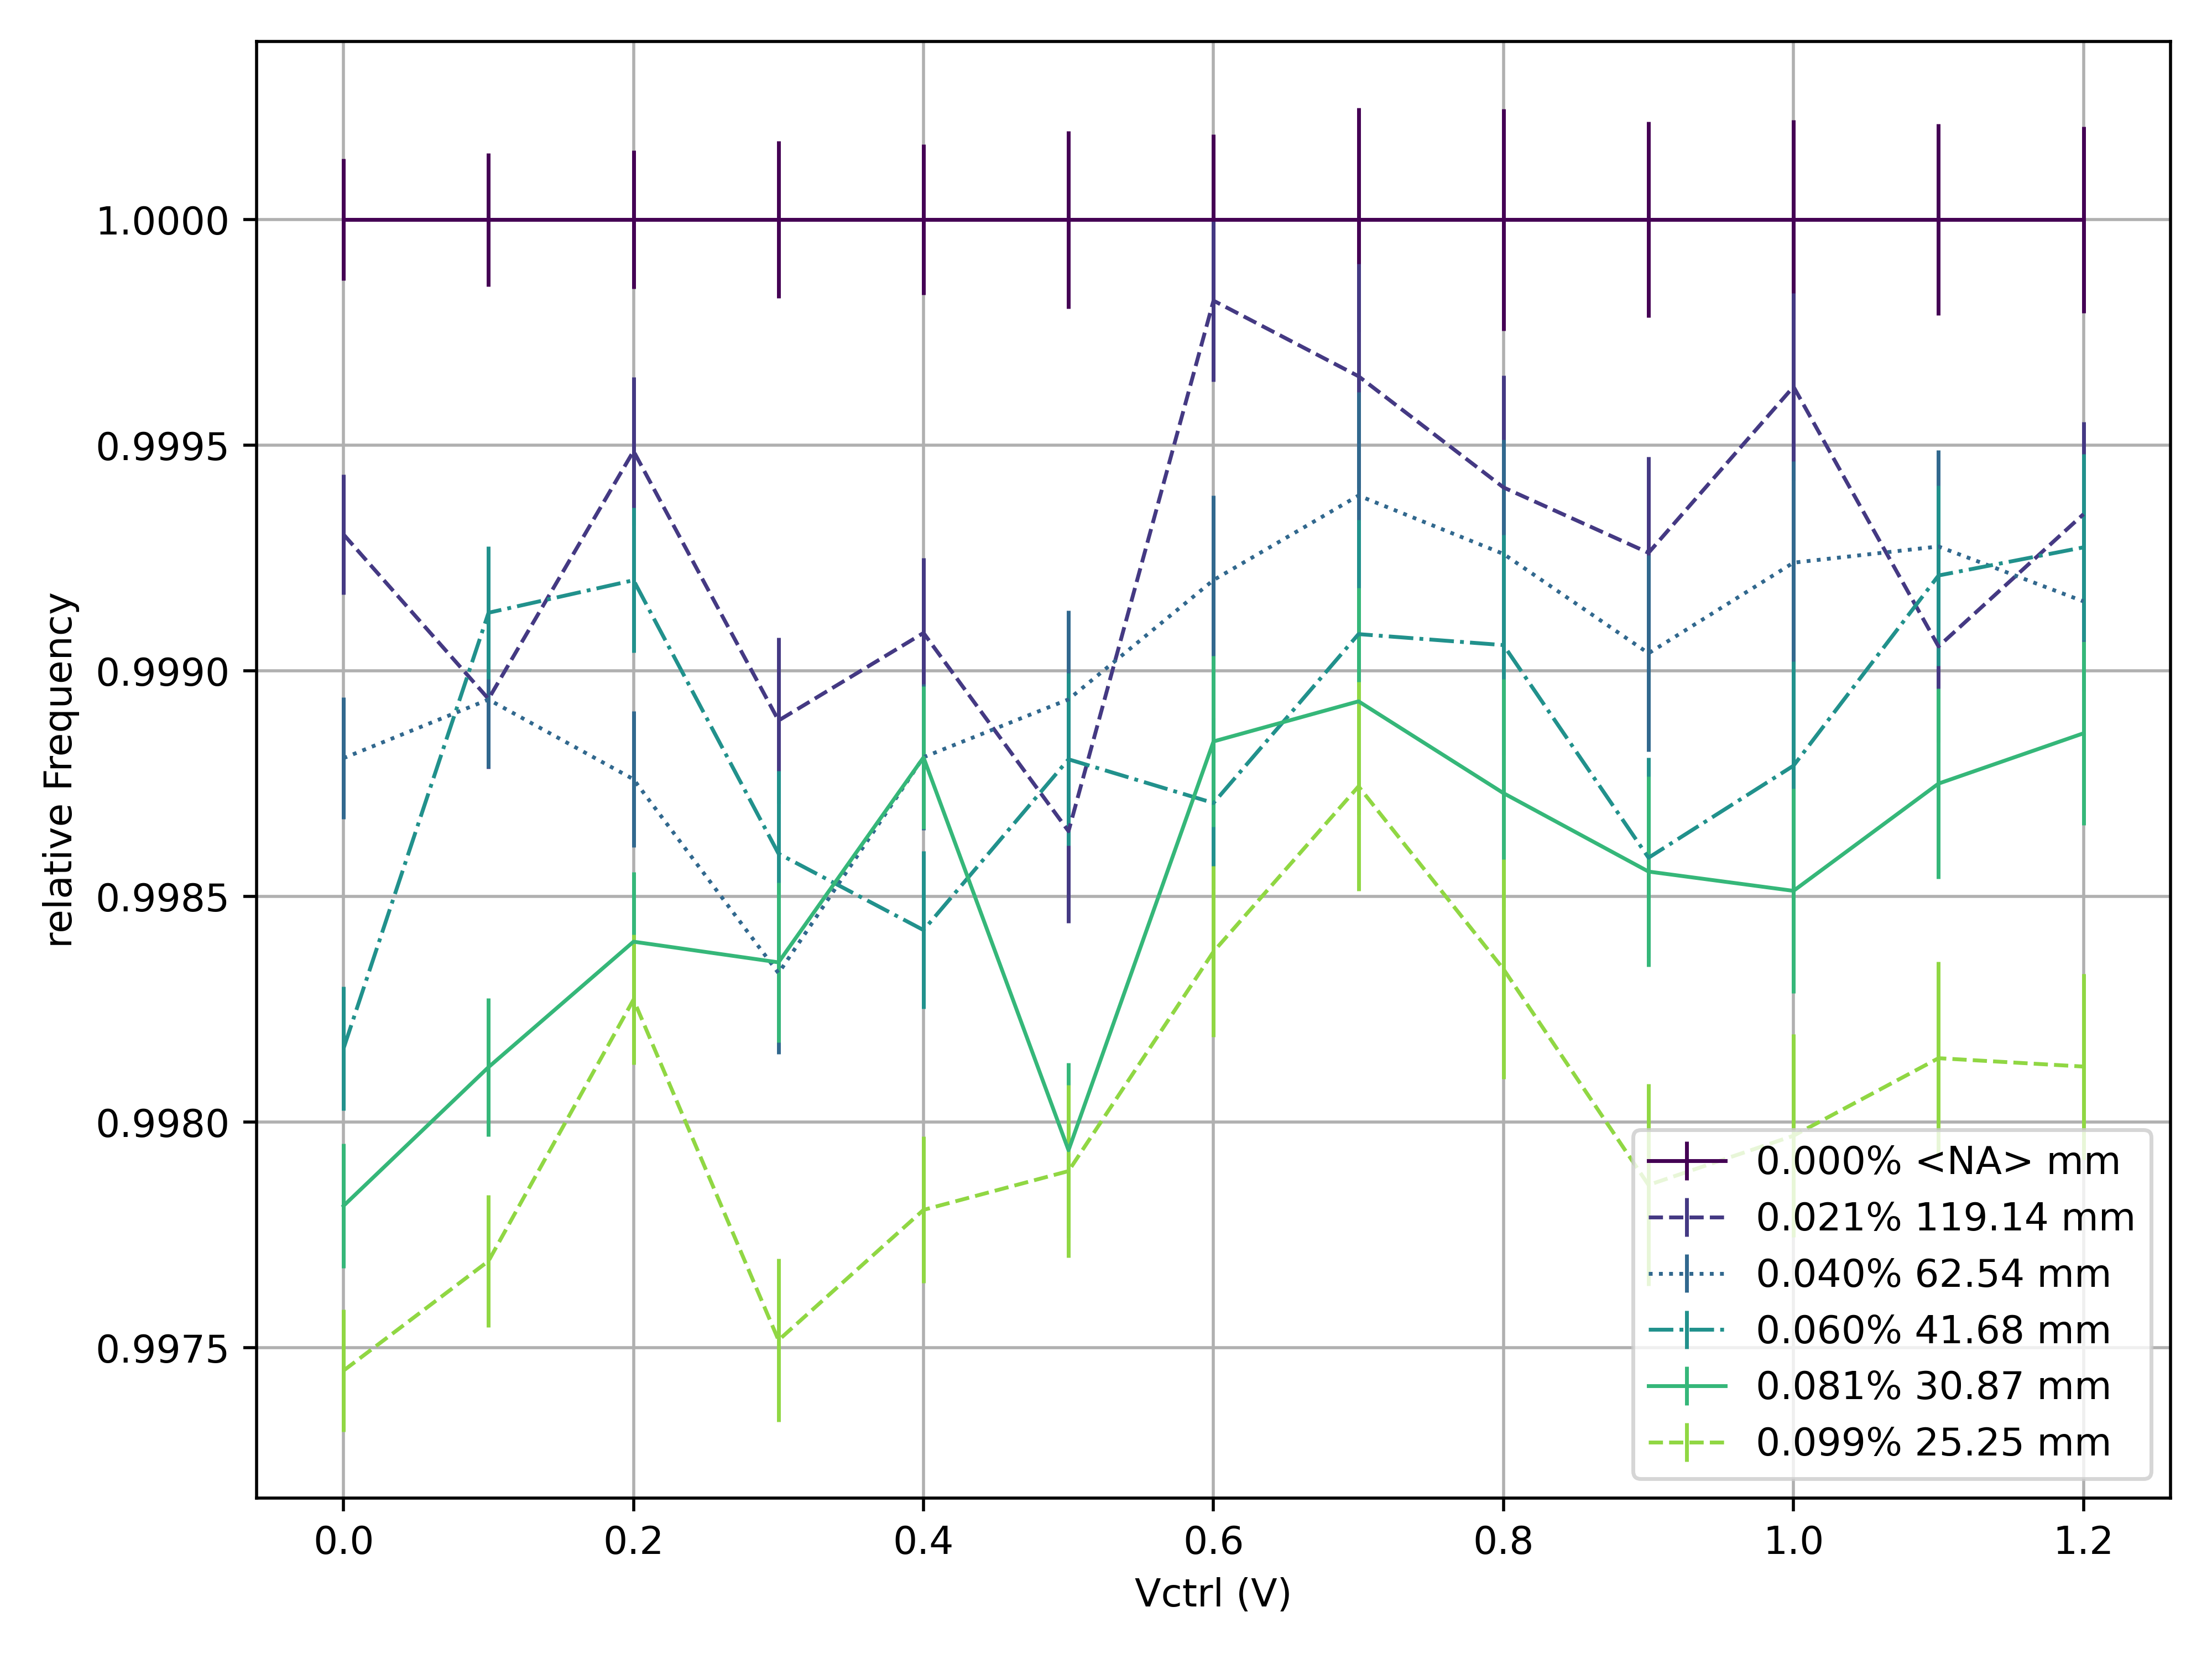 relative Frequency
1.0000
0.9995
0.9990
0.9985
0.9980
0.9975
0.000% <NA> mm
0.021% 119.14 mm
0.040% 62.54 mm
0.060% 41.68 mm
0.081% 30.87 mm
0.099% 25.25 mm
0.0 0.2 0.4 0.6 0.8 1.0 1.2
Vctrl (V)